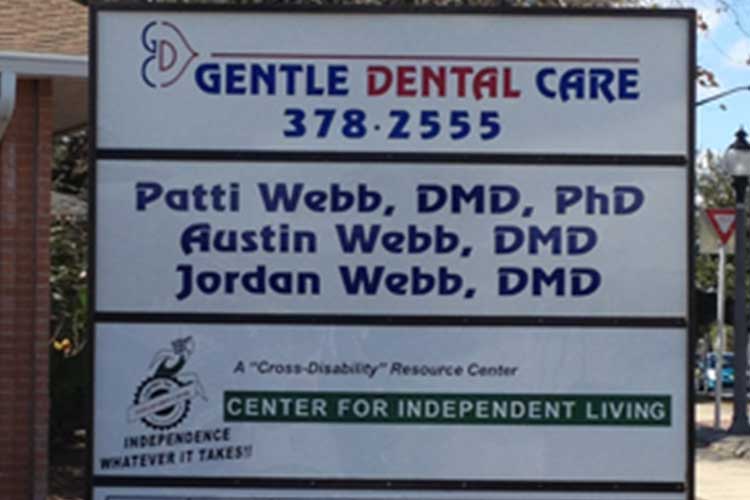 GDC
GENTLE DENTAL CARE
378·2555
Patti Webb, DMD, PhD
Austin Webb, DMD
Jordan Webb, DMD
A "Cross-Disability" Resource Center
CENTER FOR INDEPENDENT LIVING
INDEPENDENCE
WHATEVER IT TAKES!!